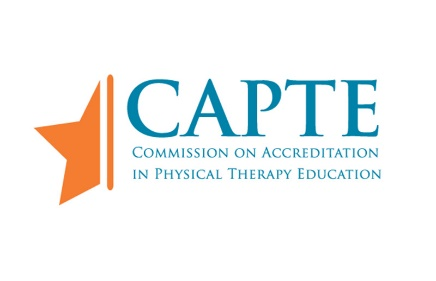 CAPTE
Commission on Accreditation
in Physical Therapy Education